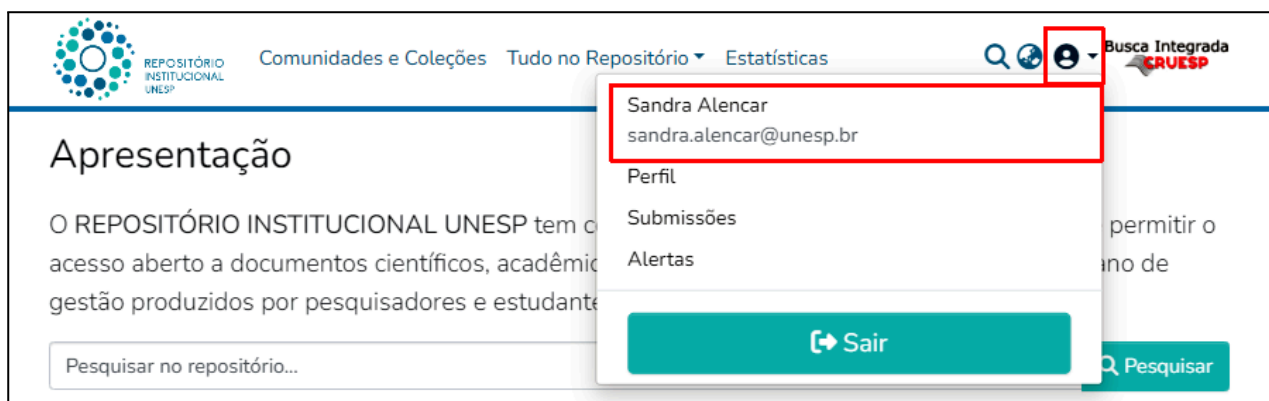 REPOSITÓRIO
INSTITUCIONAL
UNESP
Comunidades e Coleções Tudo no Repositório Estatísticas
Busca Integrada
CRUESP
Sandra Alencar
sandra.alencar@unesp.br
Perfil
Submissões
Alertas
Sair
Apresentação
O REPOSITÓRIO INSTITUCIONAL UNESP tem permitir o
acesso aberto a documentos científicos, ano de
gestão produzidos por pesquisadores e
Pesquisar no repositório... Pesquisar